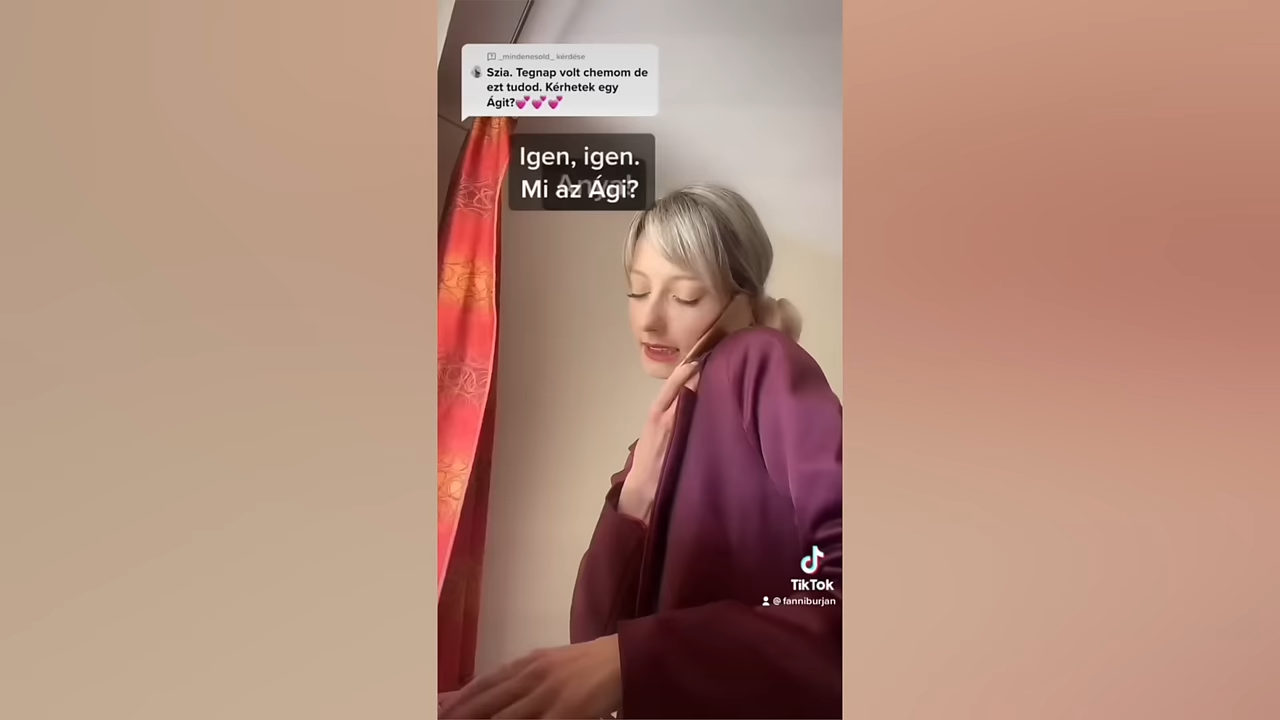 _mindenesold_ kérdése
Szia. Tegnap volt chemom de
ezt tudod. Kérhetek egy
Ágit?💕💕💕
Igen, igen.
Mi az Ági?
Anya!
TikTok
@fanniburjan